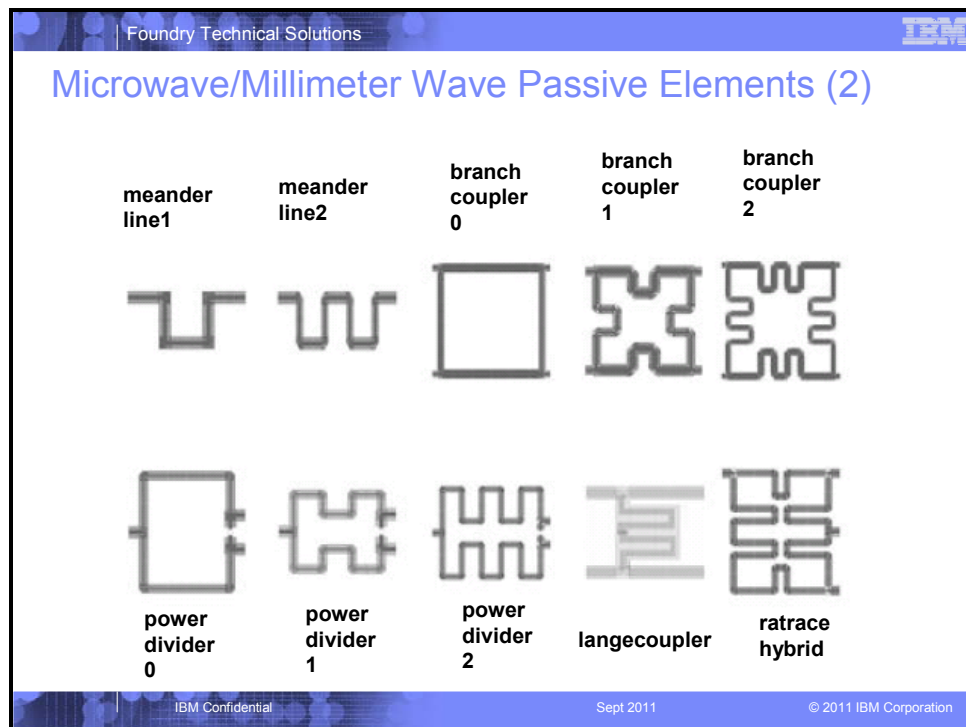 Foundry Technical Solutions
IBM
Microwave/Millimeter Wave Passive Elements (2)
meander
line1
meander
line2
branch
coupler
0
branch
coupler
1
branch
coupler
2
power
divider
0
power
divider
1
power
divider
2
langecoupler
ratrace
hybrid
IBM Confidential
Sept 2011
© 2011 IBM Corporation